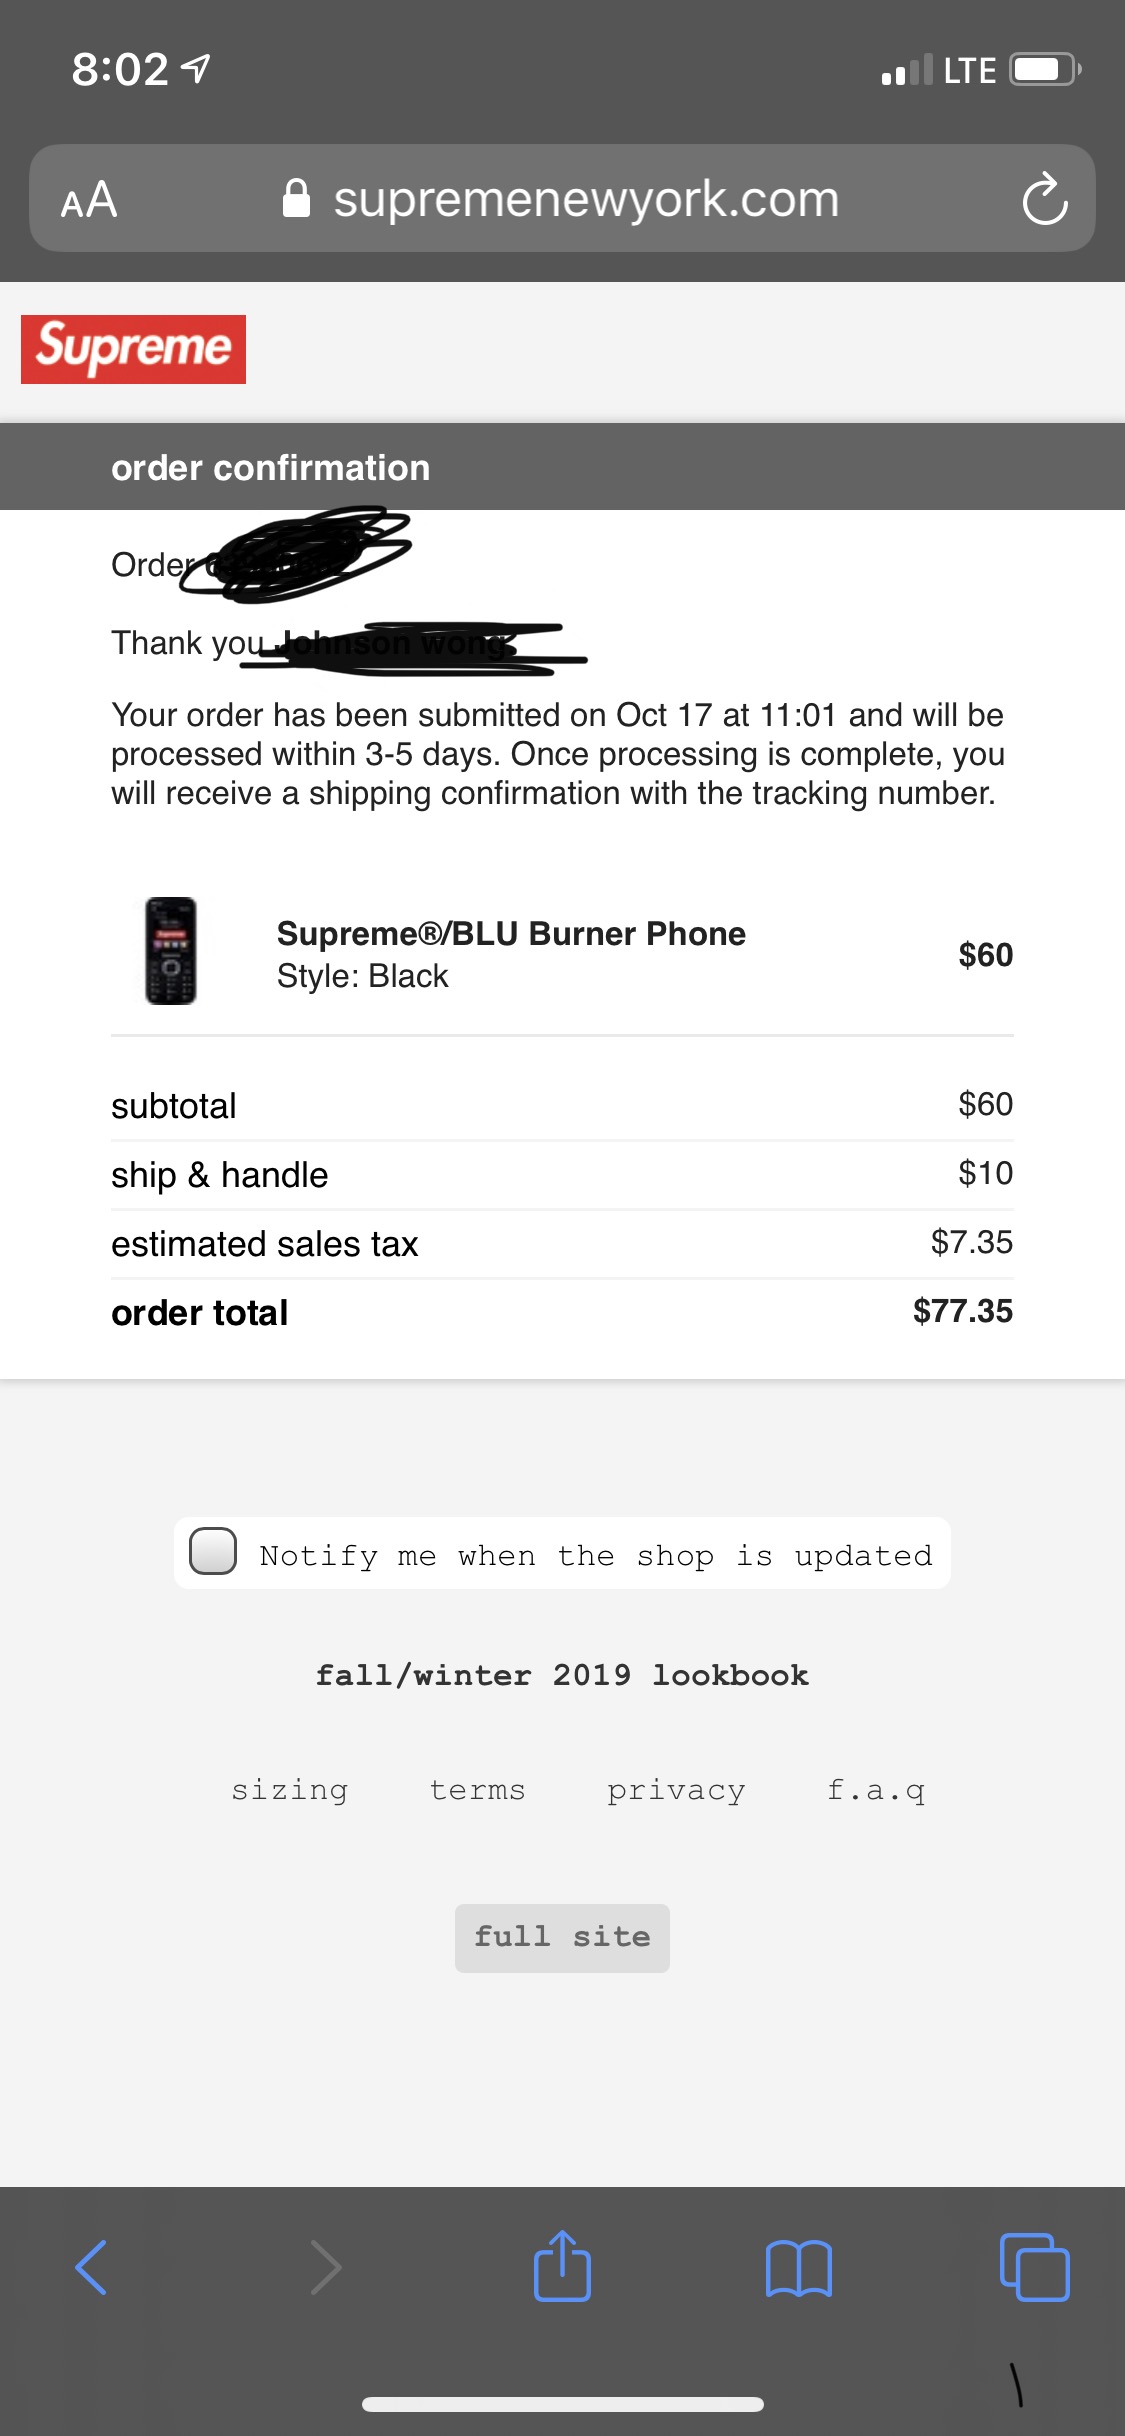 8:02 LTE
AA supremenewyork.com
Supreme
order confirmation
Order
Thank you
Your order has been submitted on Oct 17 at 11:01 and will be
processed within 3-5 days. Once processing is complete, you
will receive a shipping confirmation with the tracking number.
Supreme®/BLU Burner Phone
Style: Black
$60
subtotal $60
ship & handle $10
estimated sales tax $7.35
order total $77.35
Notify me when the shop is updated
fall/winter 2019 lookbook
sizing terms privacy f.a.q
full site